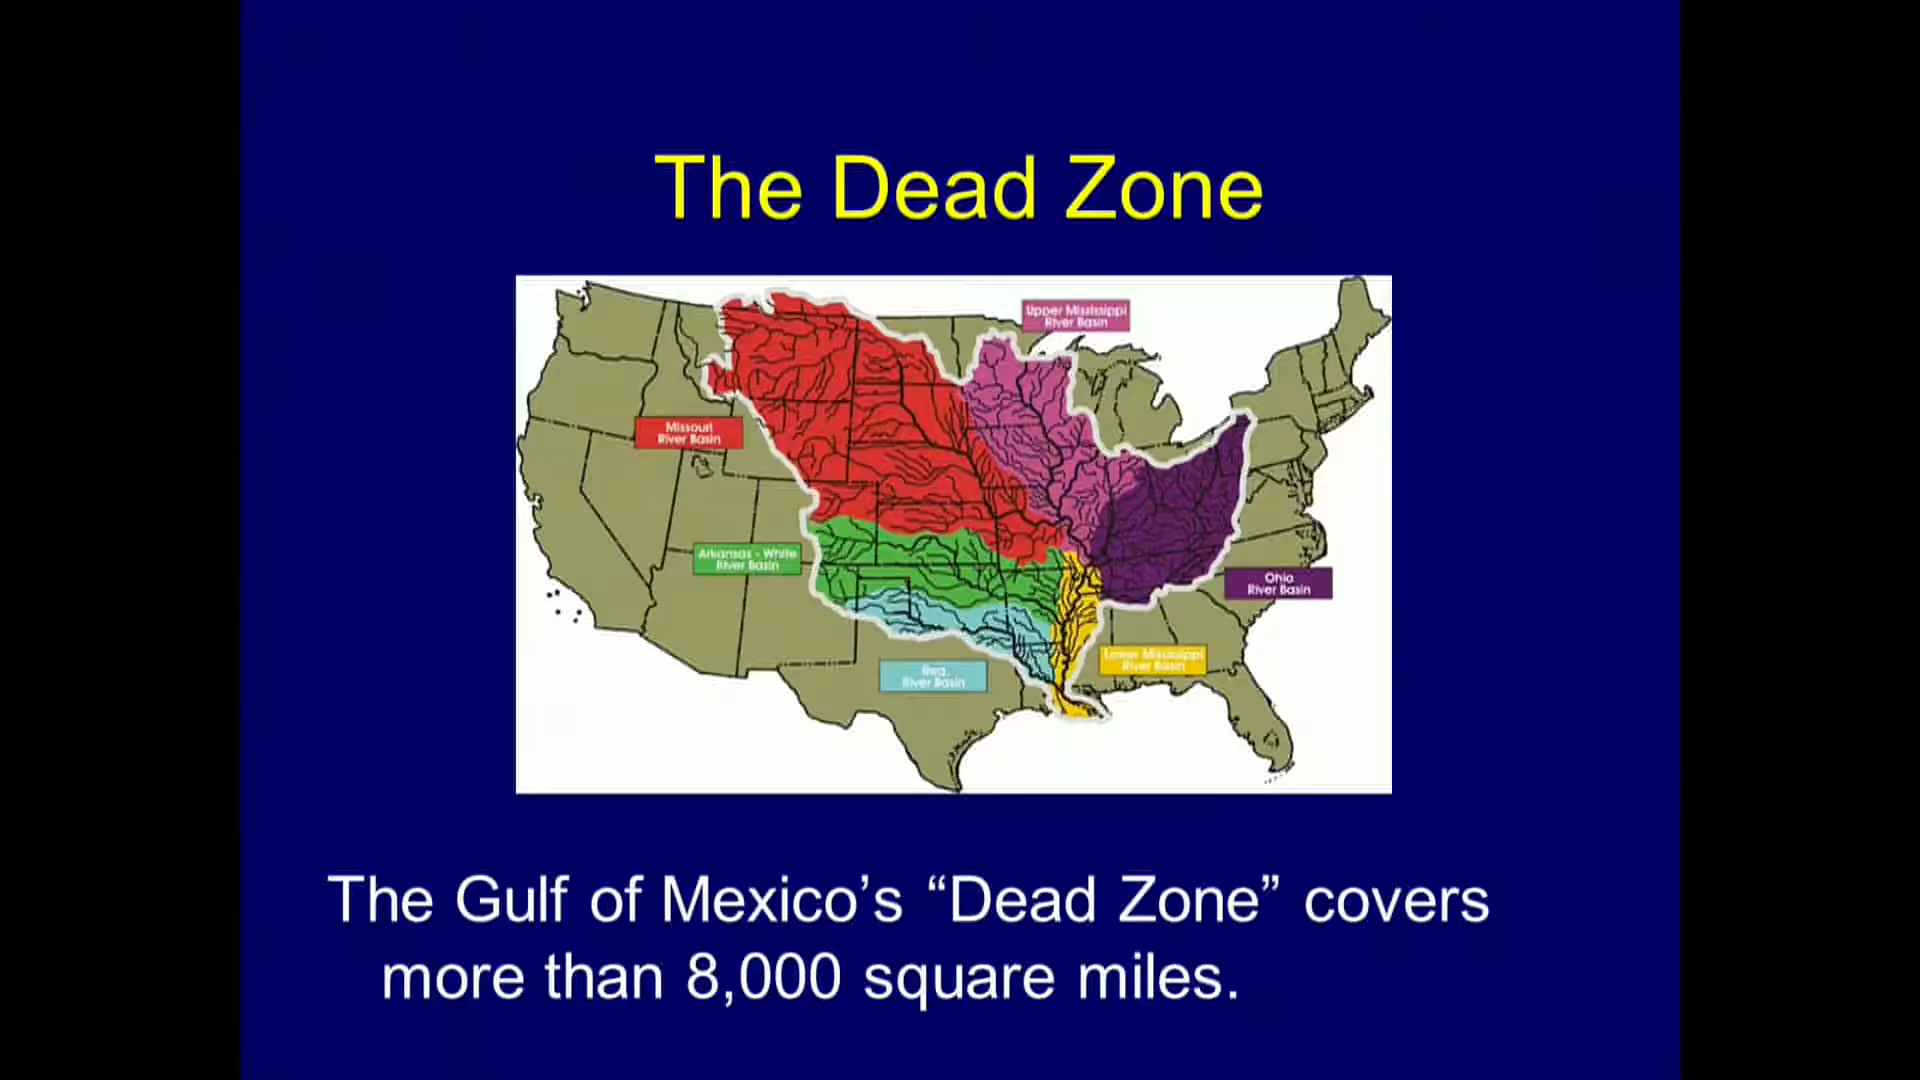 The Dead Zone
Upper Mississippi
River Basin
Missouri
River Basin
Arkansas - White
River Basin
Ohio
River Basin
Lower Mississippi
River Basin
Red
River Basin
The Gulf of Mexico’s “Dead Zone” covers
more than 8,000 square miles.